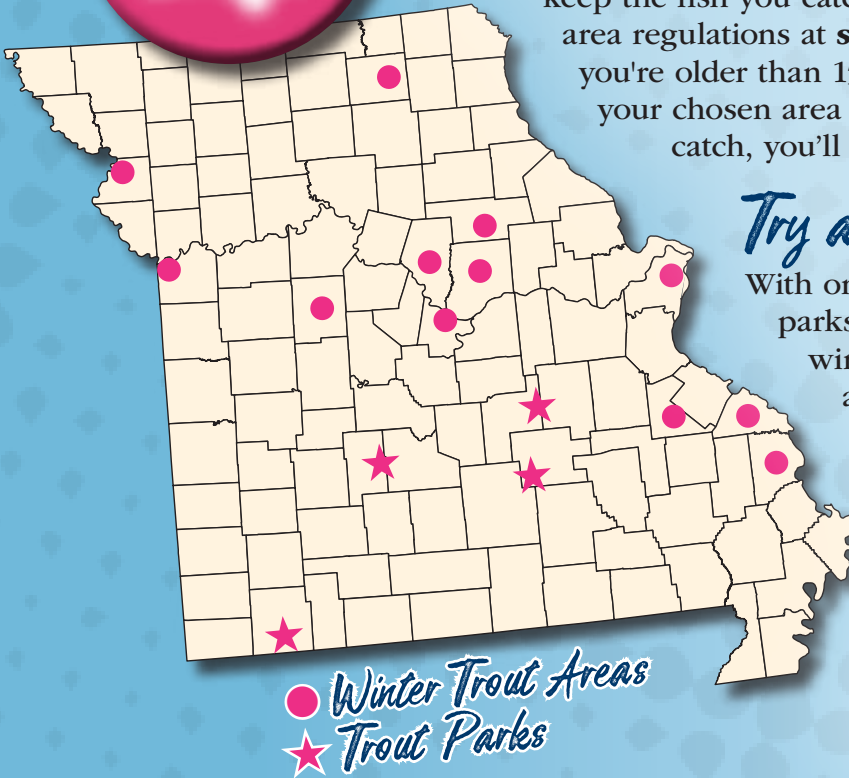 keep the fish you catc
area regulations at s
you're older than 1
your chosen area
catch, you'll
Try a
With or
parks
win
a
Winter Trout Areas
Trout Parks